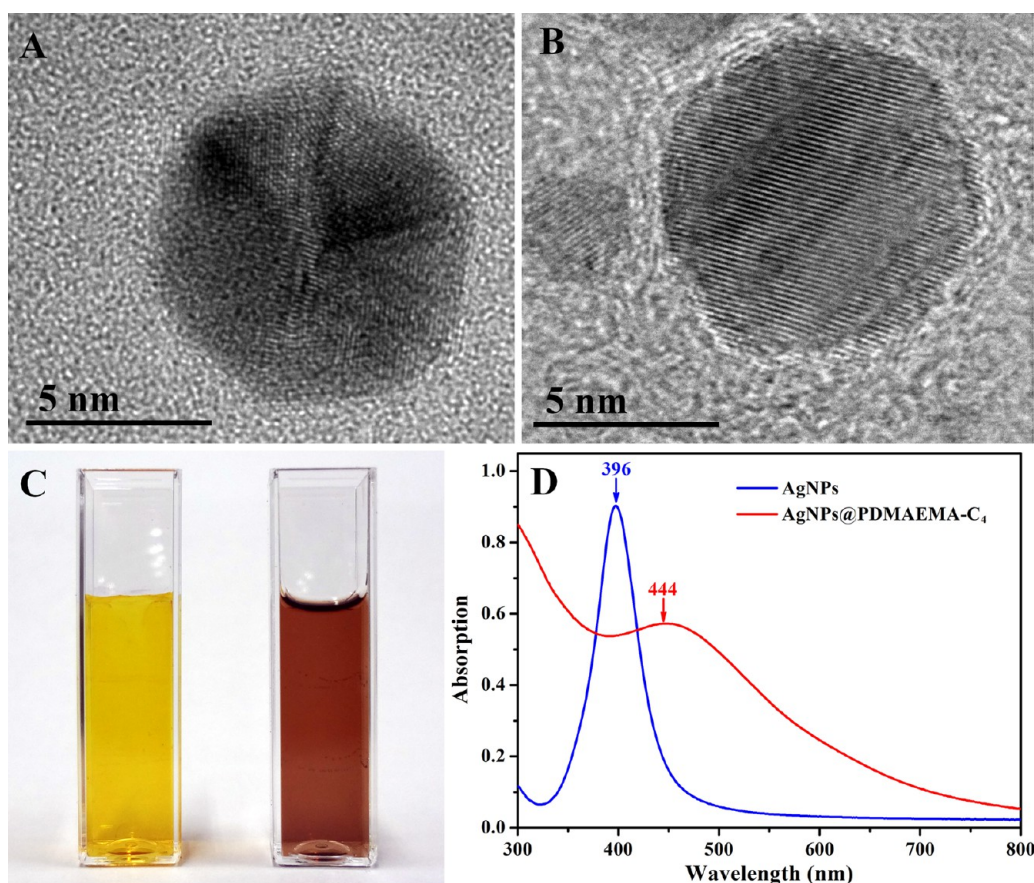 A
5 nm
B
5 nm
C
D
396
444
AgNPs
AgNPs@PDMAEMA-C₄
Absorption
1.0
0.8
0.6
0.4
0.2
0.0
300
400
500
600
700
800
Wavelength (nm)